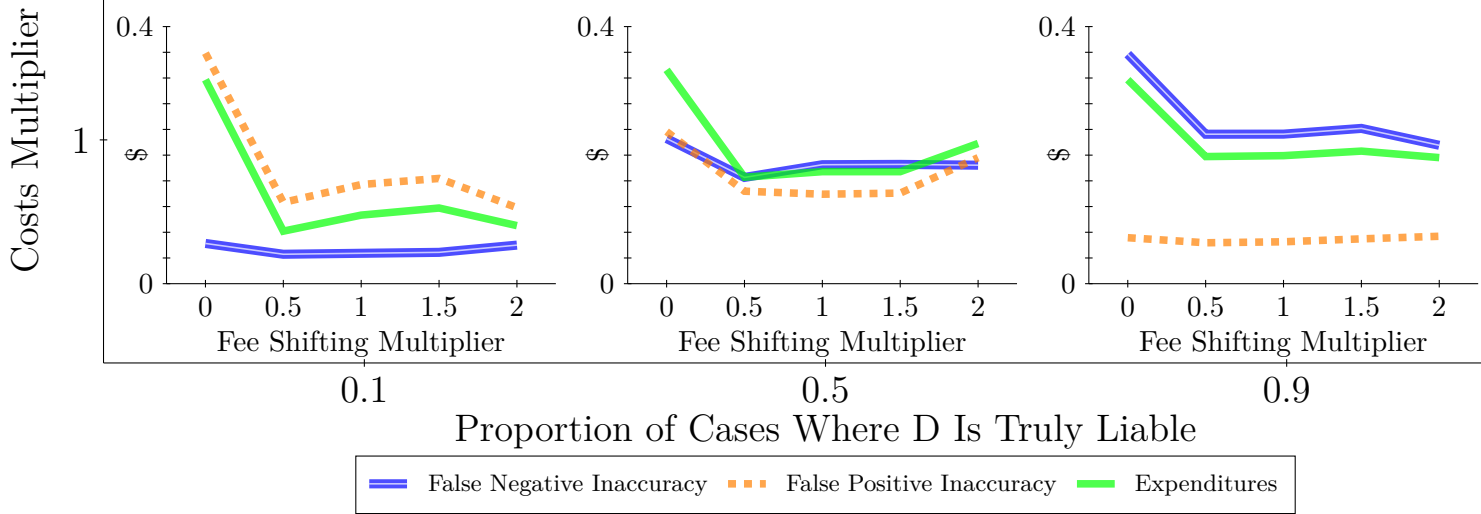 Costs Multiplier
1
0.4
$
0
0 0.5 1 1.5 2
Fee Shifting Multiplier
0.4
$
0
0 0.5 1 1.5 2
Fee Shifting Multiplier
0.4
$
0
0 0.5 1 1.5 2
Fee Shifting Multiplier
0.1 0.5 0.9
Proportion of Cases Where D Is Truly Liable
False Negative Inaccuracy False Positive Inaccuracy Expenditures